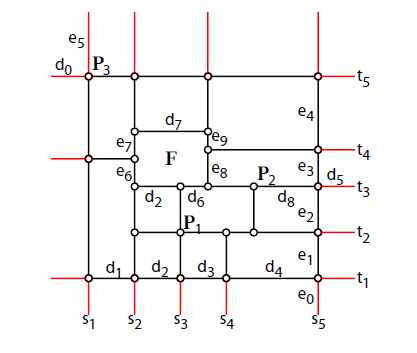 e5
d0 P3 t5
e4
d7
e7 e9 t4
F e3
e6 e8 P2 d5
t3
d2 d6 d8 e2
P1 t2
e1
d1 d2 d3 d4 t1
e0
s1 s2 s3 s4 s5